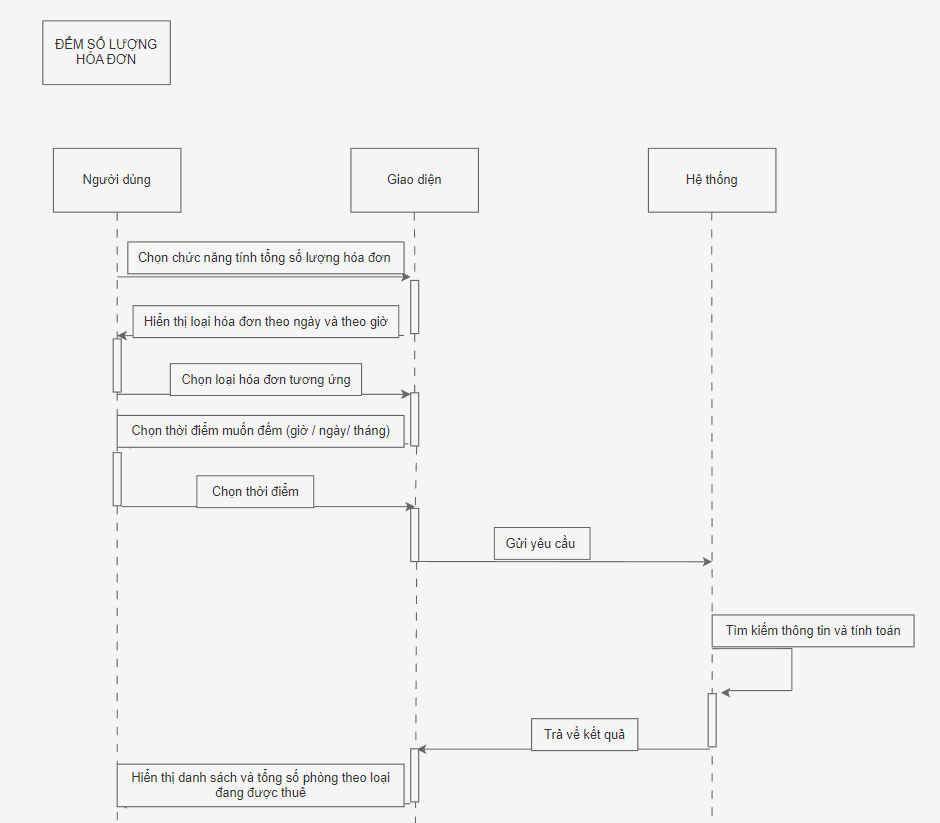 ĐẾM SỐ LƯỢNG
HÓA ĐƠN
Người dùng
Giao diện
Hệ thống
Chọn chức năng tính tổng số lượng hóa đơn
Hiển thị loại hóa đơn theo ngày và theo giờ
Chọn loại hóa đơn tương ứng
Chọn thời điểm muốn đếm (giờ / ngày/ tháng)
Chọn thời điểm
Gửi yêu cầu
Tìm kiếm thông tin và tính toán
Trả về kết quả
Hiển thị danh sách và tổng số phòng theo loại
đang được thuê